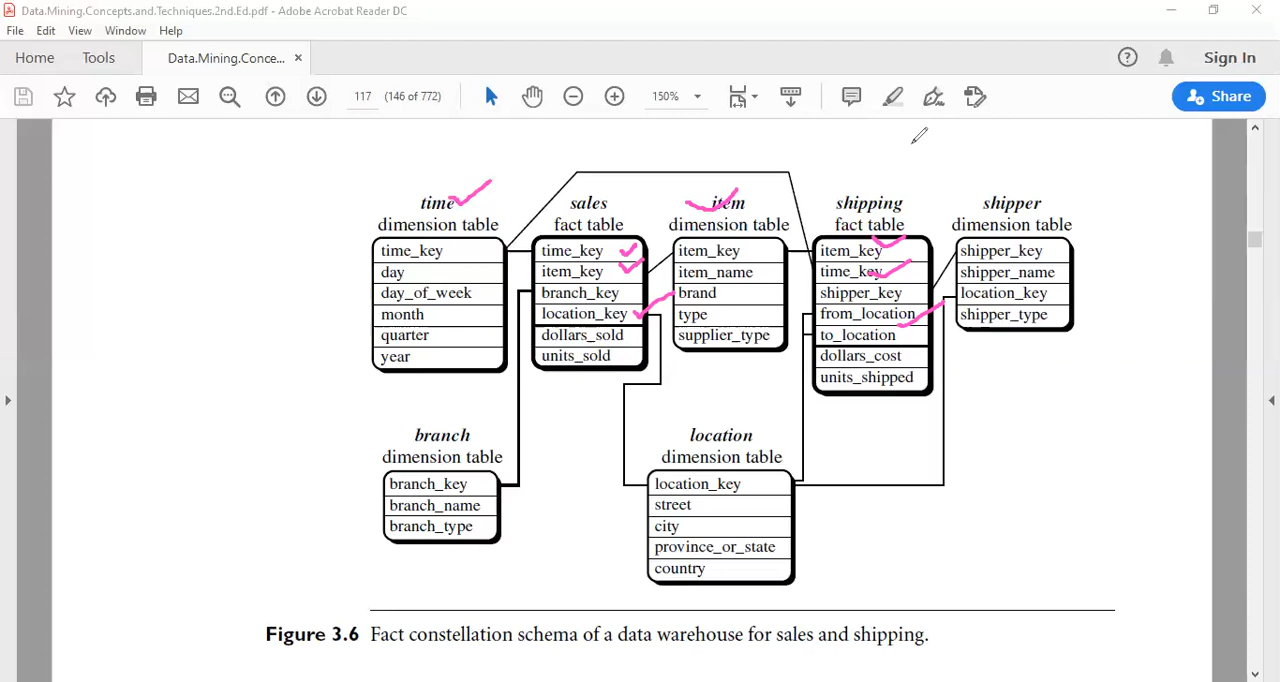 Data.Mining.Concepts.and.Techniques.2nd.Ed.pdf - Adobe Acrobat Reader DC
File Edit View Window Help
Home Tools Data.Mining.Conce... × Sign In
117 (146 of 772) 150% Share
time
dimension table
time_key
day
day_of_week
month
quarter
year
sales
fact table
time_key
item_key
branch_key
location_key
dollars_sold
units_sold
item
dimension table
item_key
item_name
brand
type
supplier_type
shipping
fact table
item_key
time_key
shipper_key
from_location
to_location
dollars_cost
units_shipped
shipper
dimension table
shipper_key
shipper_name
location_key
shipper_type
branch
dimension table
branch_key
branch_name
branch_type
location
dimension table
location_key
street
city
province_or_state
country
Figure 3.6 Fact constellation schema of a data warehouse for sales and shipping.